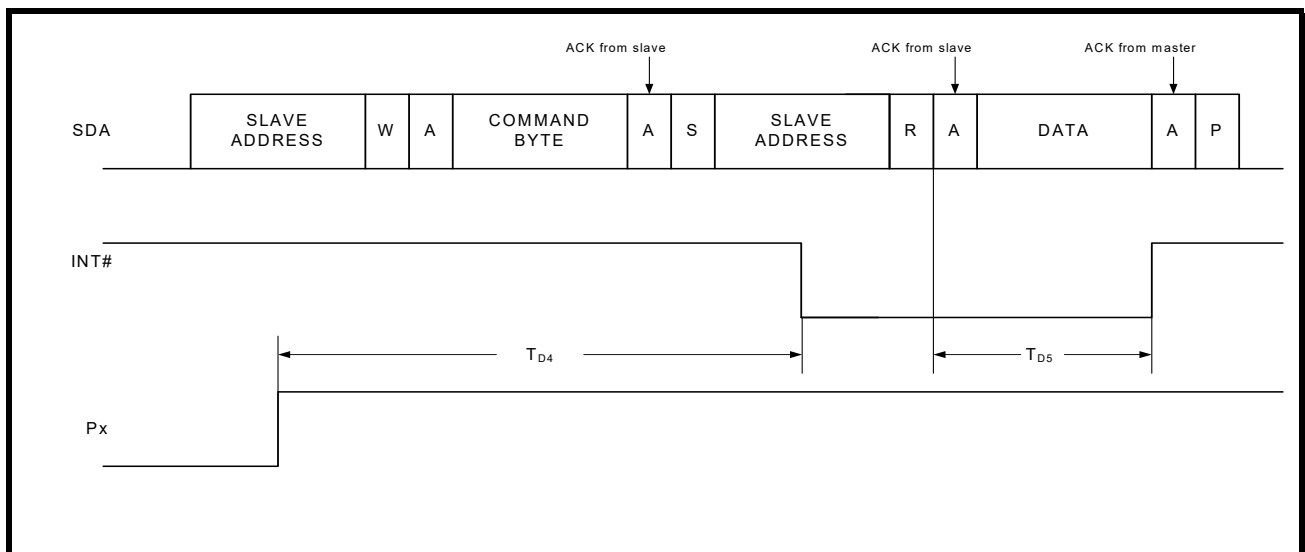 ACK from slave
ACK from slave
ACK from master
SDA
SLAVE
ADDRESS
W
A
COMMAND
BYTE
A
S
SLAVE
ADDRESS
R
A
DATA
A
P
INT#
TD4
TD5
Px